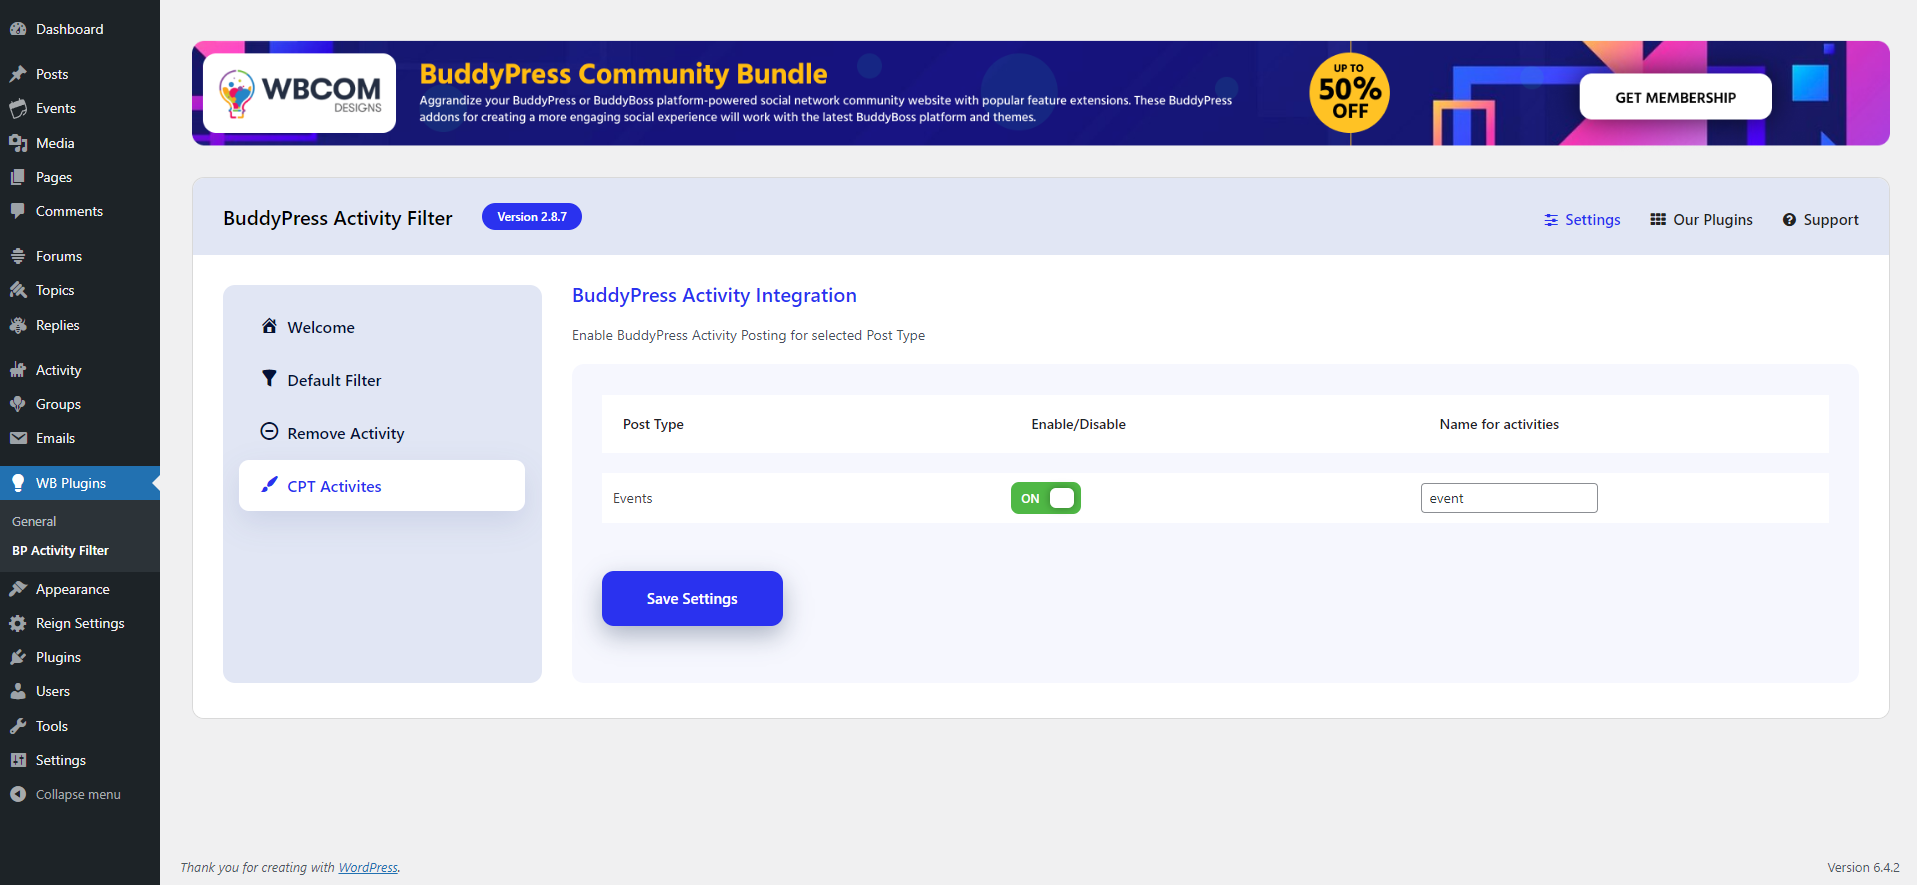 Dashboard
Posts
Events
Media
Pages
Comments
Forums
Topics
Replies
Activity
Groups
Emails
WB Plugins
General
BP Activity Filter
Appearance
Reign Settings
Plugins
Users
Tools
Settings
Collapse menu
WBCOM
DESIGNS
BuddyPress Community Bundle
Aggrandize your BuddyPress or BuddyBoss platform-powered social network community website with popular feature extensions. These BuddyPress
addons for creating a more engaging social experience will work with the latest BuddyBoss platform and themes.
UP TO
50%
OFF
GET MEMBERSHIP
BuddyPress Activity Filter
Version 2.8.7
Settings
Our Plugins
Support
Welcome
Default Filter
Remove Activity
CPT Activites
BuddyPress Activity Integration
Enable BuddyPress Activity Posting for selected Post Type
Post Type Enable/Disable Name for activities
Events ON event
Save Settings
Thank you for creating with WordPress.
Version 6.4.2